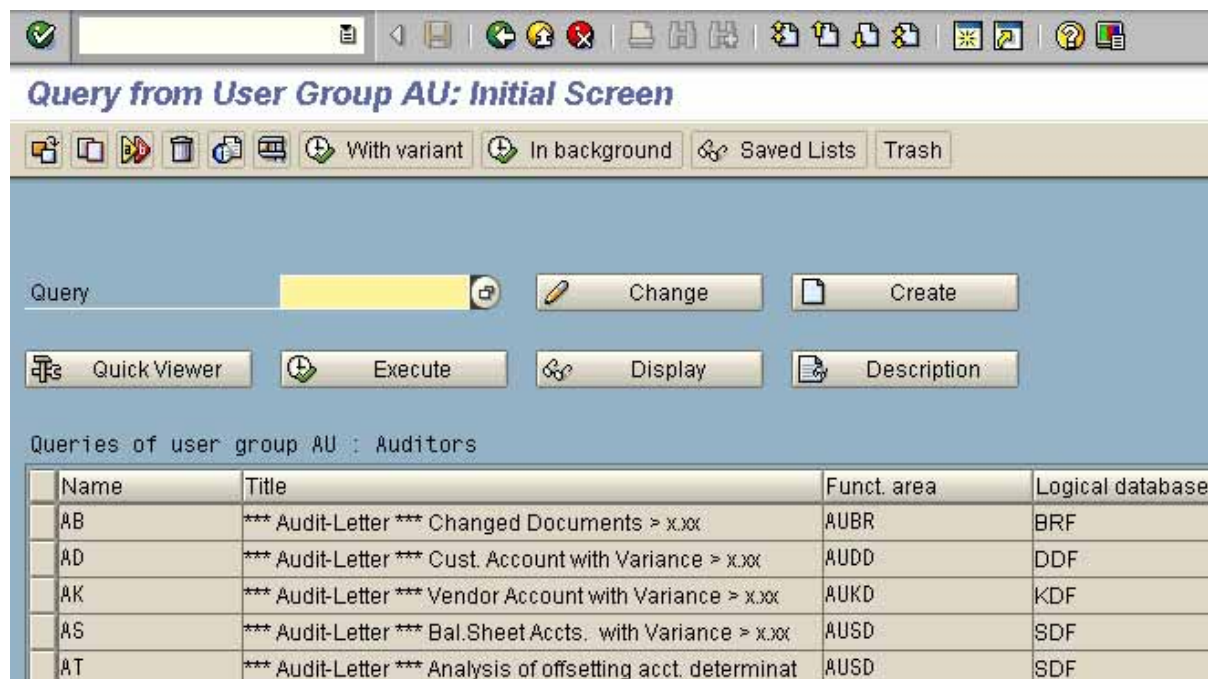 Query from User Group AU: Initial Screen
With variant In background Saved Lists Trash
Query Change Create
Quick Viewer Execute Display Description
Queries of user group AU : Auditors
Name Title Funct. area Logical database
AB *** Audit-Letter *** Changed Documents > x.xx AUBR BRF
AD *** Audit-Letter *** Cust. Account with Variance > x.xx AUDD DDF
AK *** Audit-Letter *** Vendor Account with Variance > x.xx AUKD KDF
AS *** Audit-Letter *** Bal.Sheet Accts. with Variance > x.xx AUSD SDF
AT *** Audit-Letter *** Analysis of offsetting acct. determinat AUSD SDF